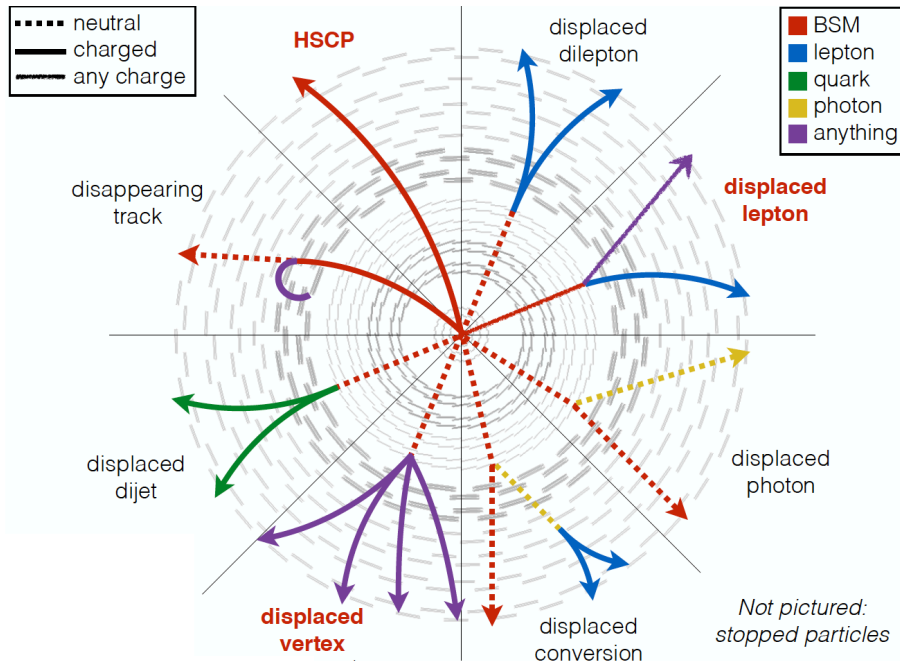 neutral
charged
any charge
HSCP
displaced
dilepton
BSM
lepton
quark
photon
anything
disappearing
track
displaced
lepton
displaced
dijet
displaced
photon
displaced
vertex
displaced
conversion
Not pictured:
stopped particles